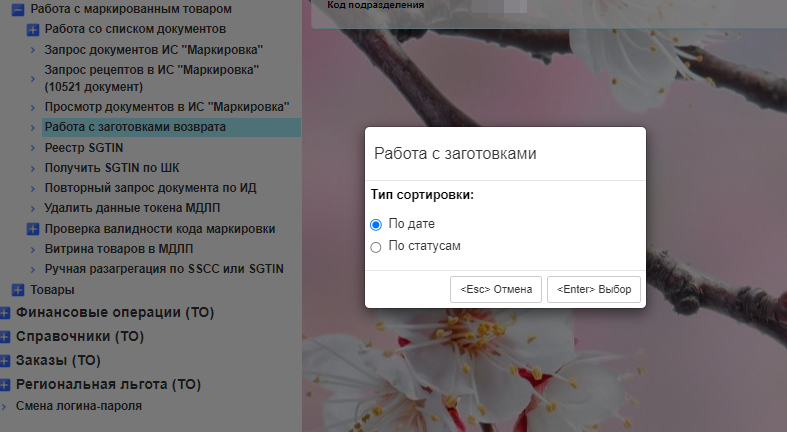 Работа с маркированным товаром
Код подразделения
Работа со списком документов
Запрос документов ИС "Маркировка"
Запрос рецептов в ИС "Маркировка"
(10521 документ)
Просмотр документов в ИС "Маркировка"
Работа с заготовками возврата
Реестр SGTIN
Получить SGTIN по ШК
Повторный запрос документа по ИД
Удалить данные токена МДЛП
Проверка валидности кода маркировки
Витрина товаров в МДЛП
Ручная разагрегация по SSCC или SGTIN
Товары
Финансовые операции (ТО)
Справочники (ТО)
Заказы (ТО)
Региональная льгота (ТО)
Смена логина-пароля
Работа с заготовками
Тип сортировки:
По дате
По статусам
<Esc> Отмена
<Enter> Выбор